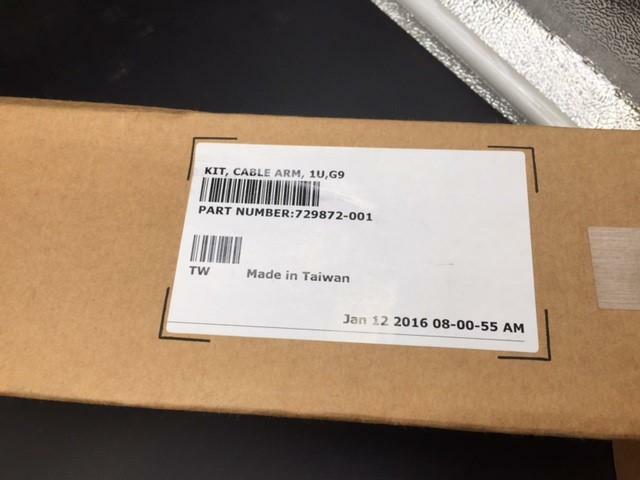 KIT, CABLE ARM, 1U,G9
PART NUMBER:729872-001
TW Made in Taiwan
Jan 12 2016 08-00-55 AM